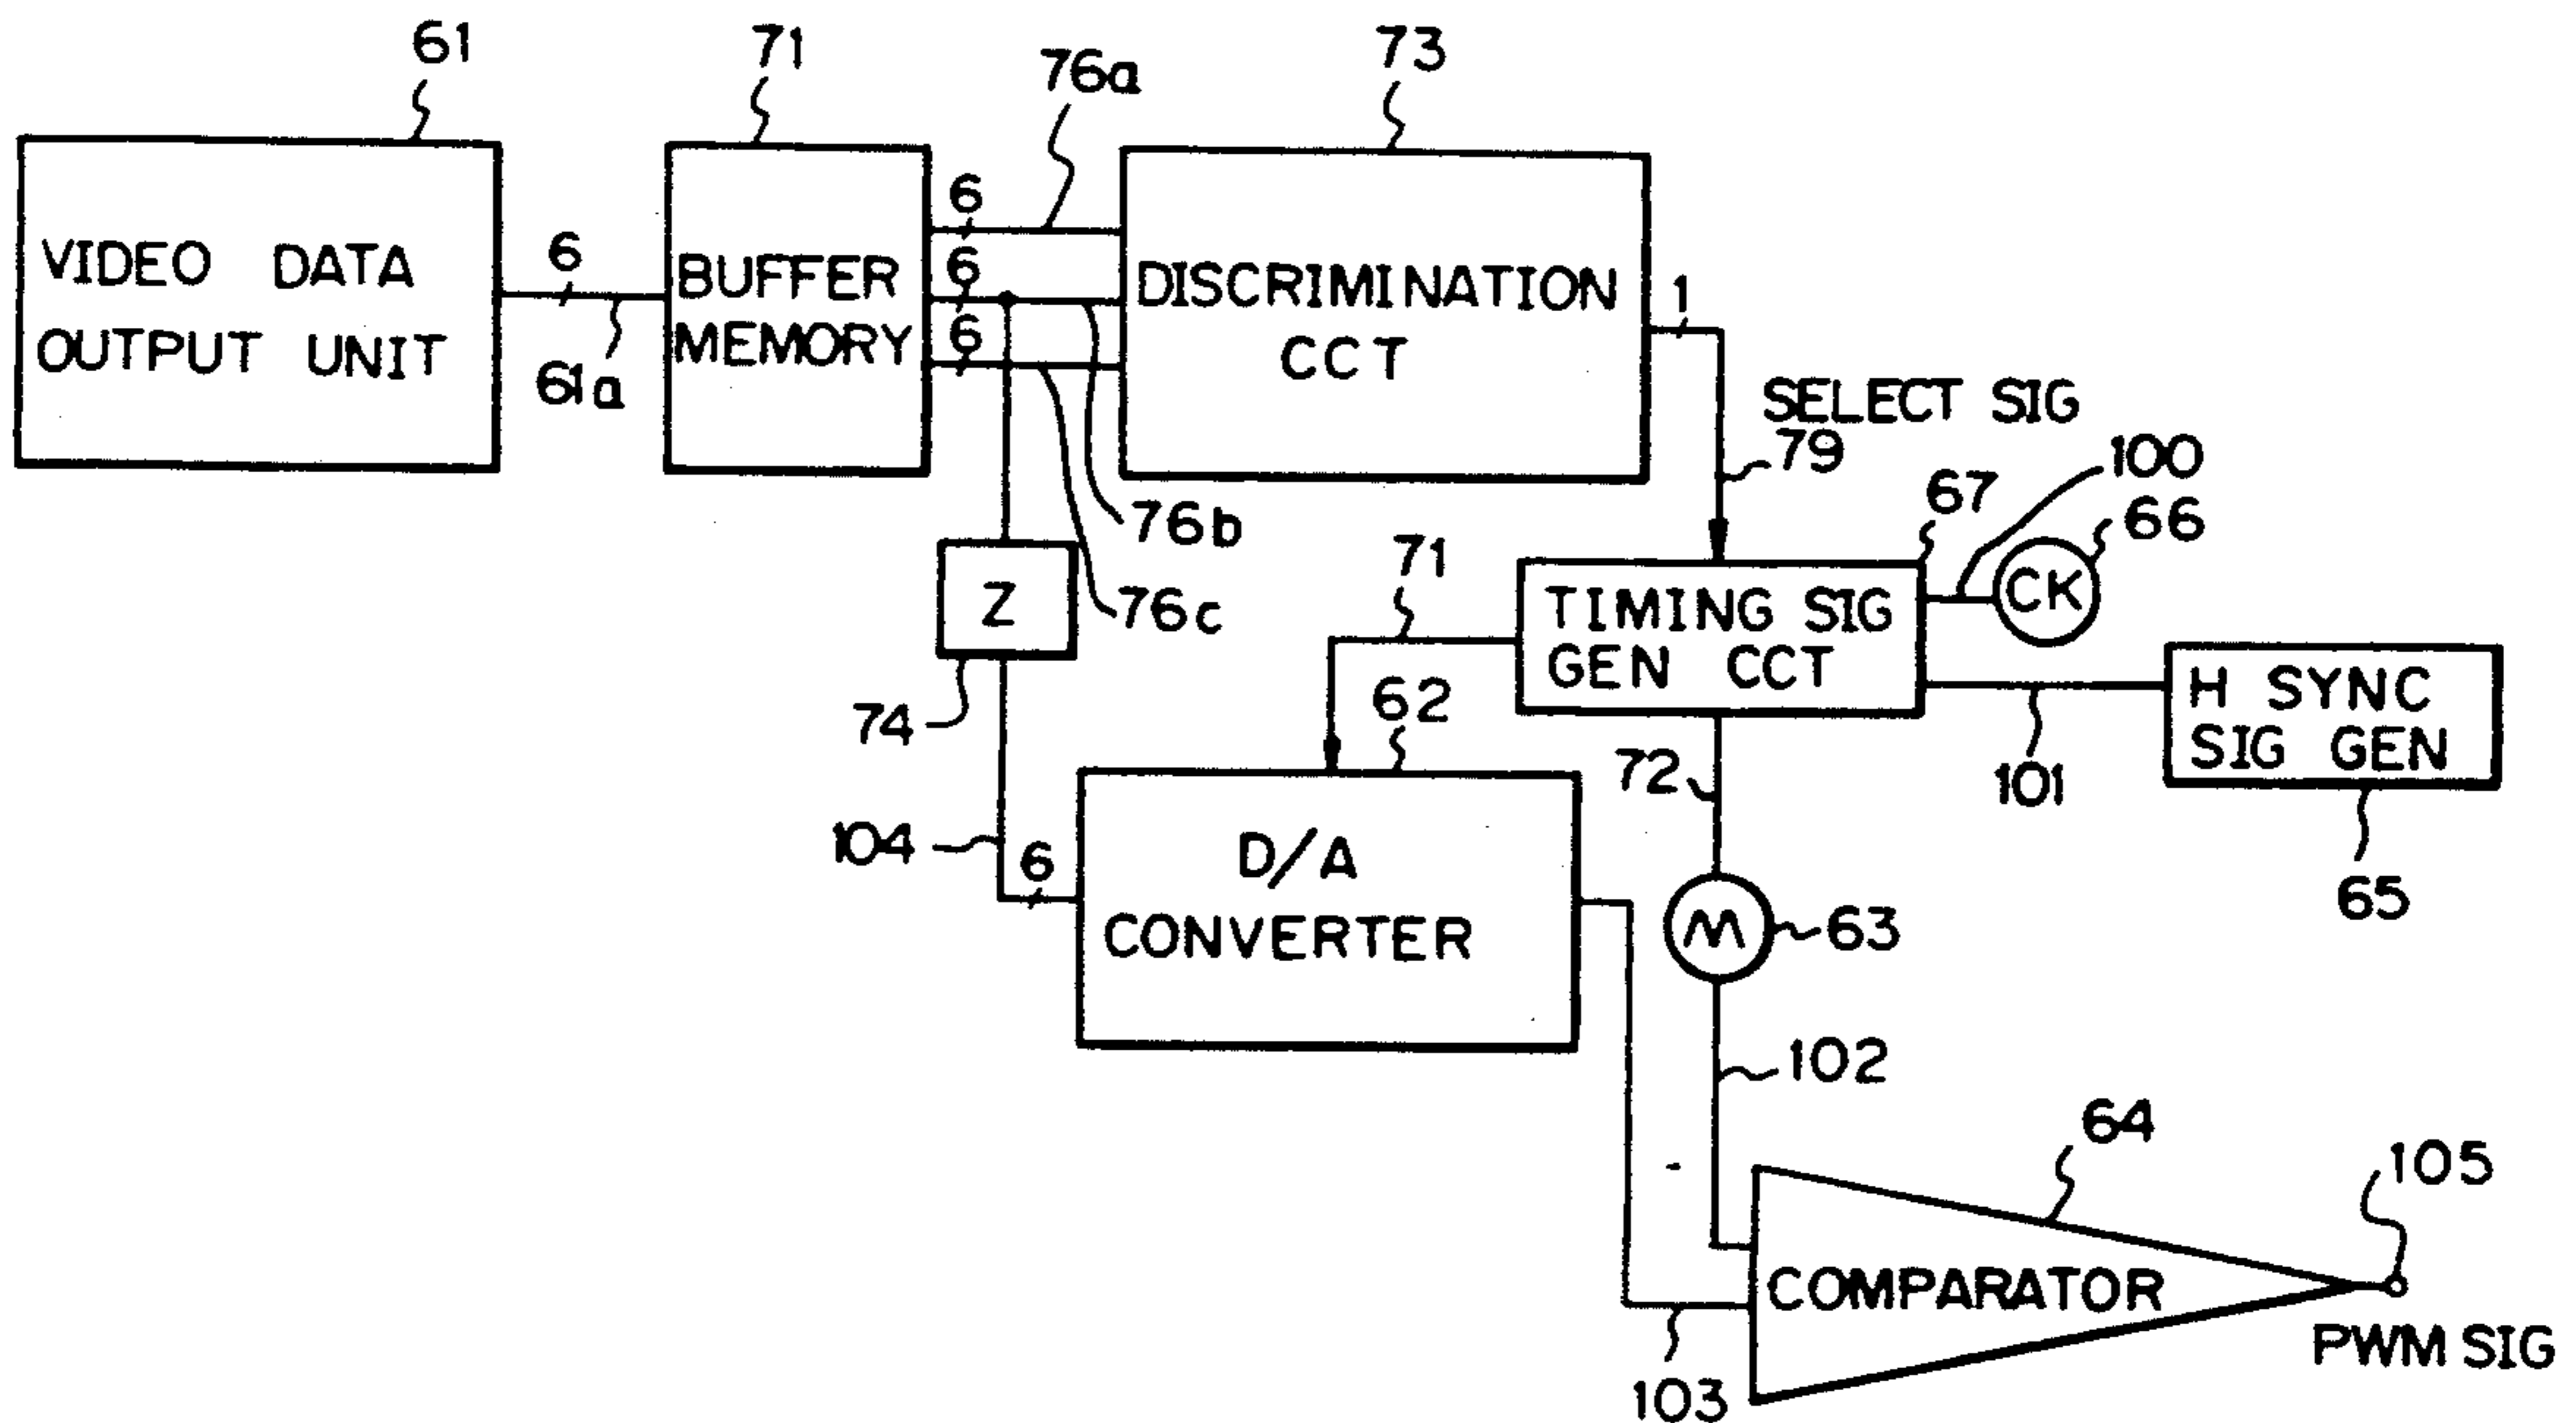 61
71
76a
73
VIDEO DATA
OUTPUT UNIT
6
61a
BUFFER
MEMORY
6
6
6
DISCRIMINATION
CCT
1
SELECT SIG
79
100
67
66
76b
76c
Z
74
71
TIMING SIG
GEN CCT
CK
H SYNC
SIG GEN
101
65
62
72
104
6
D/A
CONVERTER
63
102
64
105
COMPARATOR
103
PWM SIG